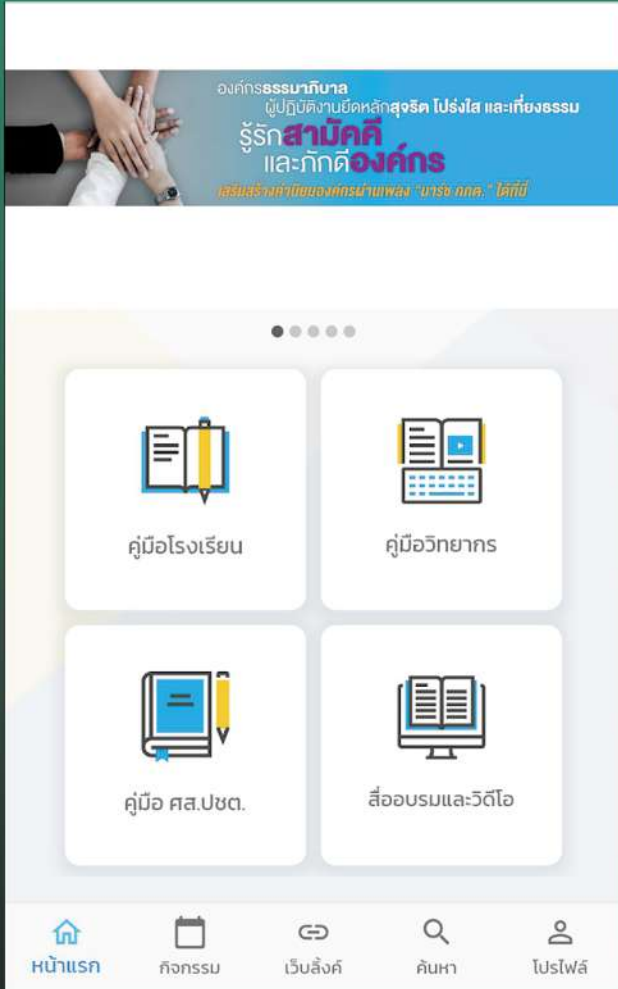 องค์กรธรรมาภิบาล
ผู้ปฏิบัติงานยึดหลักสุจริต โปร่งใส และเที่ยงธรรม
รู้รักสามัคคี
และภักดีองค์กร
เสริมสร้างค่านิยมองค์กรผ่านเพลง "มาร์ช กกต." ได้ที่นี่
คู่มือโรงเรียน
คู่มือวิทยากร
คู่มือ ศส.ปชต.
สื่ออบรมและวิดีโอ
หน้าแรก
กิจกรรม
เว็บลิ้งค์
ค้นหา
โปรไฟล์